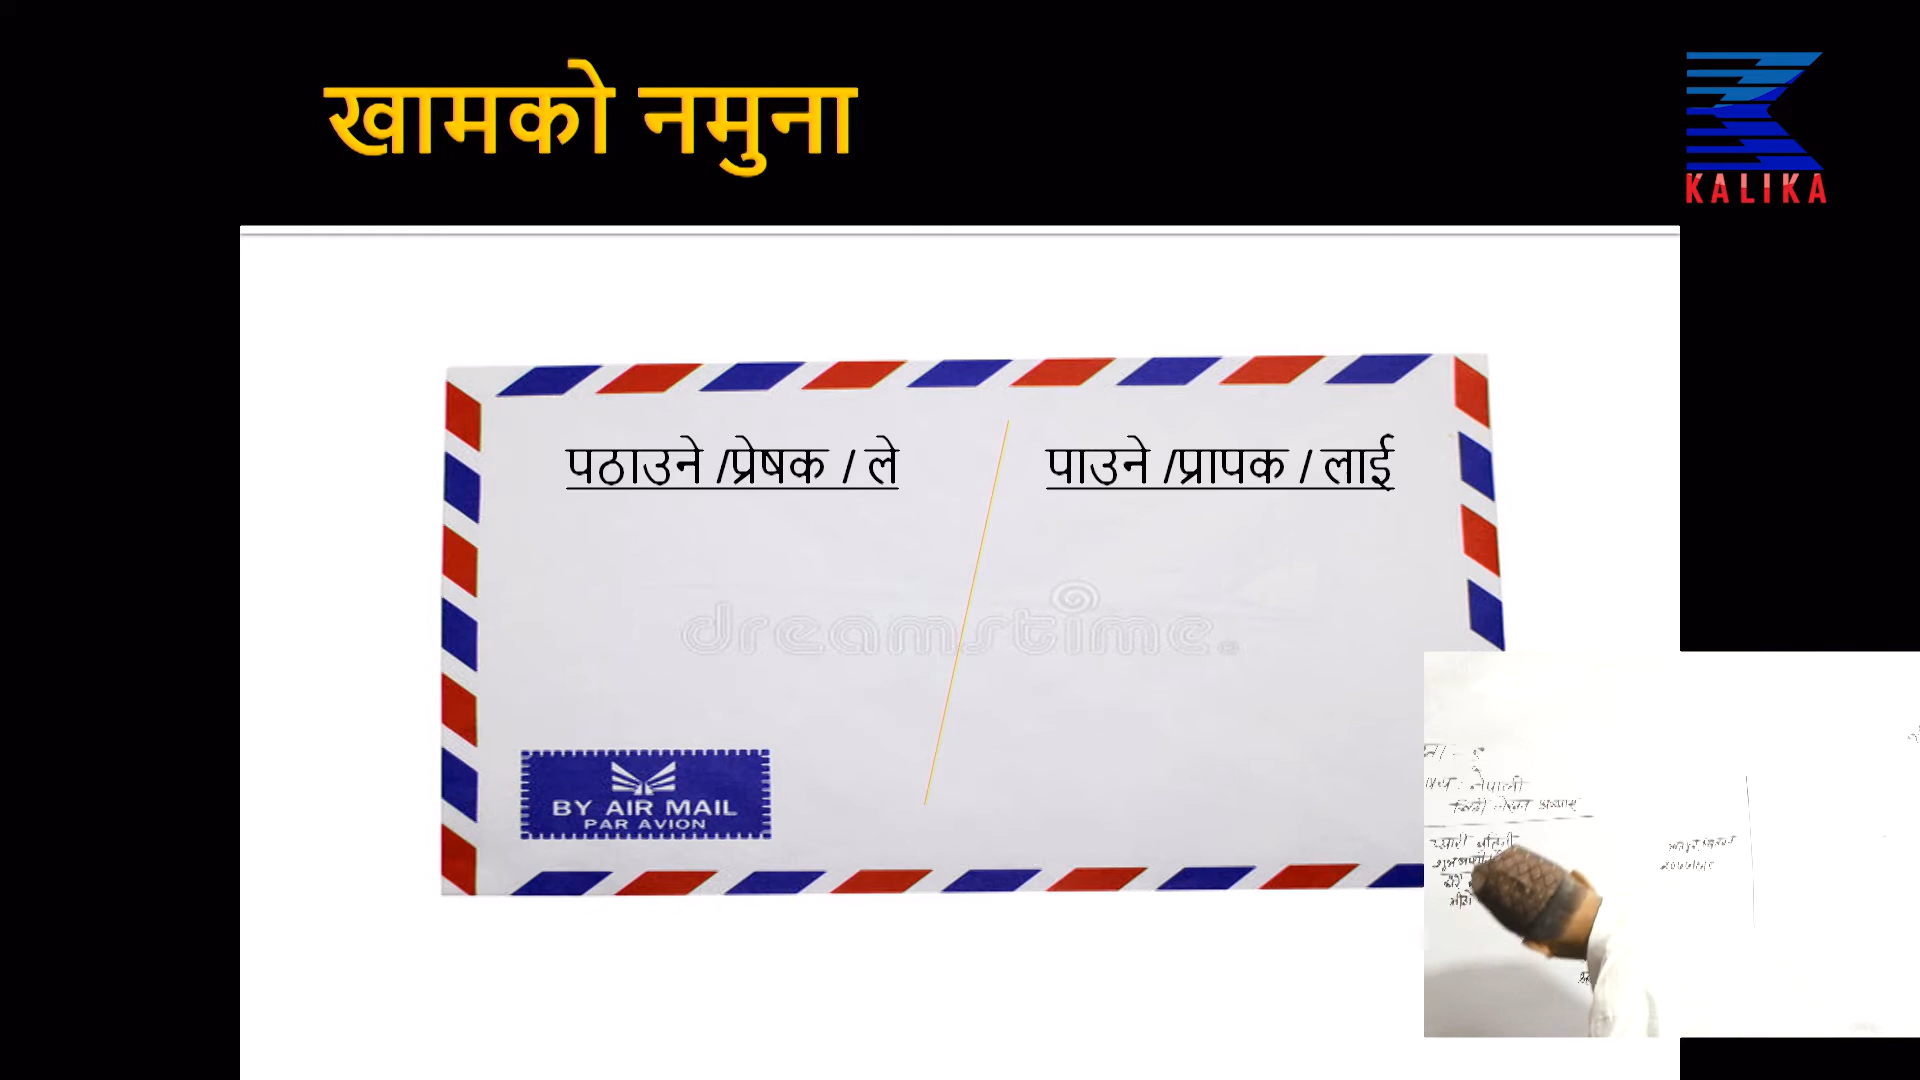 खामको नमुना
KALIKA
पठाउने /प्रेषक / ले
पाउने /प्रापक / लाई
dreamstime.
BY AIR MAIL
PAR AVION
नेपाली